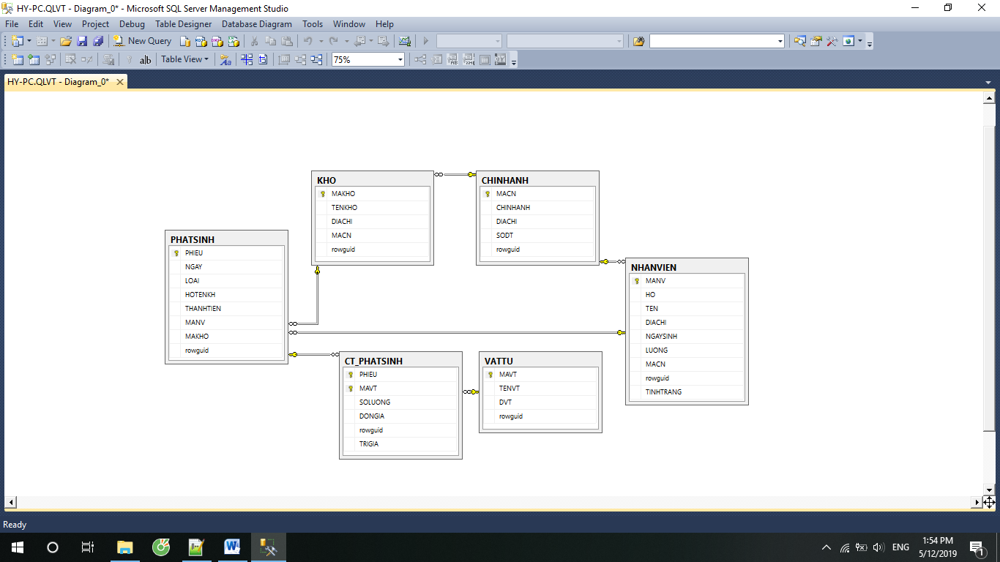 HY-PC.QLVT - Diagram_0* - Microsoft SQL Server Management Studio
File Edit View Project Debug Table Designer Database Diagram Tools Window Help
New Query
ab| Table View 75%
HY-PC.QLVT - Diagram_0*
KHO
MAKHO
TENKHO
DIACHI
MACN
rowguid
CHINHANH
MACN
CHINHANH
DIACHI
SODT
rowguid
PHATSINH
PHIEU
NGAY
LOAI
HOTENKH
THANHTIEN
MANV
MAKHO
rowguid
NHANVIEN
MANV
HO
TEN
DIACHI
NGAYSINH
LUONG
MACN
rowguid
TINHTRANG
CT_PHATSINH
PHIEU
MAVT
SOLUONG
DONGIA
rowguid
TRIGIA
VATTU
MAVT
TENVT
DVT
rowguid
Ready
ENG
1:54 PM
5/12/2019
1